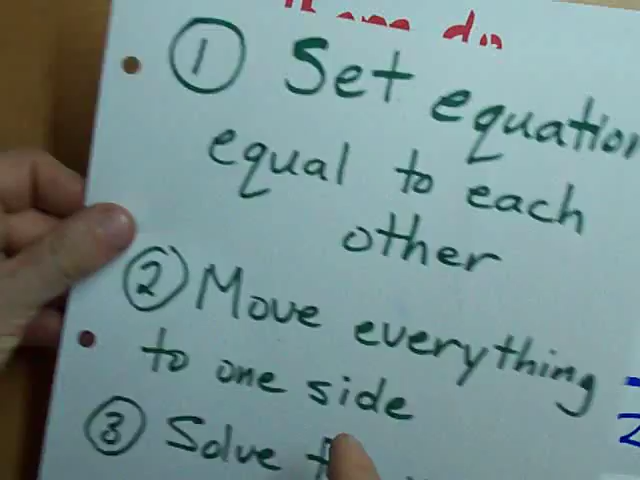 ① Set equation
equal to each
other
② Move everything
to one side
③ Solve